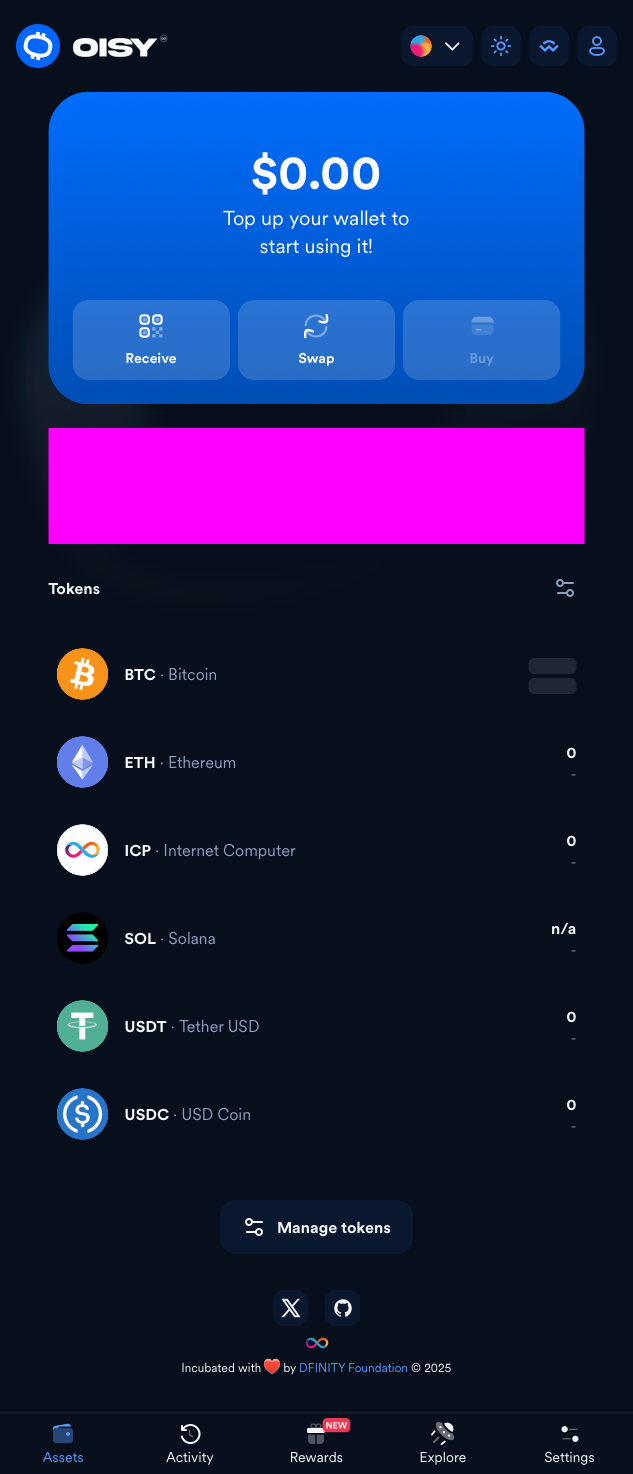 OISY
$0.00
Top up your wallet to
start using it!
Receive
Swap
Buy
Tokens
BTC · Bitcoin
ETH · Ethereum
0
-
ICP · Internet Computer
0
-
SOL · Solana
n/a
-
USDT · Tether USD
0
-
USDC · USD Coin
0
-
Manage tokens
Incubated with ❤️ by DFINITY Foundation © 2025
NEW
Assets
Activity
Rewards
Explore
Settings